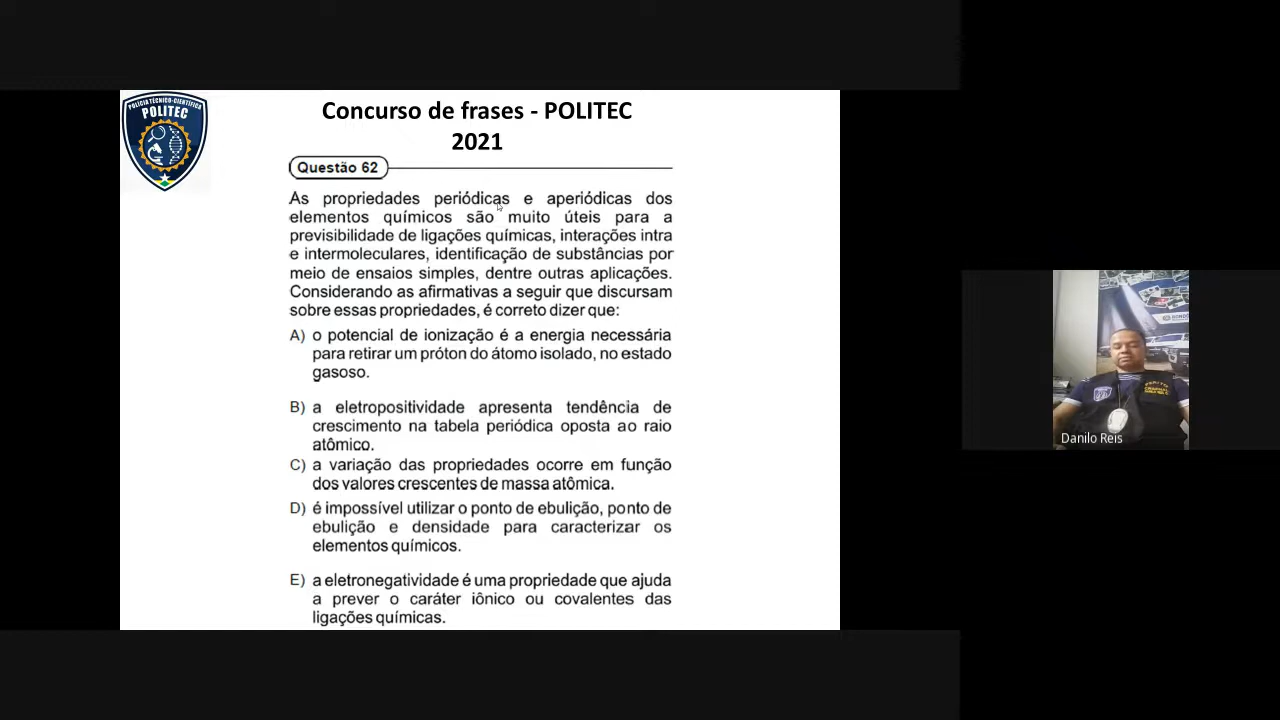 POLÍCIA TÉCNICO-CIENTÍFICA
POLITEC
Concurso de frases - POLITEC
2021
Questão 62
As propriedades periódicas e aperiódicas dos
elementos químicos são muito úteis para a
previsibilidade de ligações químicas, interações intra
e intermoleculares, identificação de substâncias por
meio de ensaios simples, dentre outras aplicações.
Considerando as afirmativas a seguir que discursam
sobre essas propriedades, é correto dizer que:
A) o potencial de ionização é a energia necessária
para retirar um próton do átomo isolado, no estado
gasoso.
B) a eletropositividade apresenta tendência de
crescimento na tabela periódica oposta ao raio
atômico.
C) a variação das propriedades ocorre em função
dos valores crescentes de massa atômica.
D) é impossível utilizar o ponto de ebulição, ponto de
ebulição e densidade para caracterizar os
elementos químicos.
E) a eletronegatividade é uma propriedade que ajuda
a prever o caráter iônico ou covalentes das
ligações químicas.
Danilo Reis